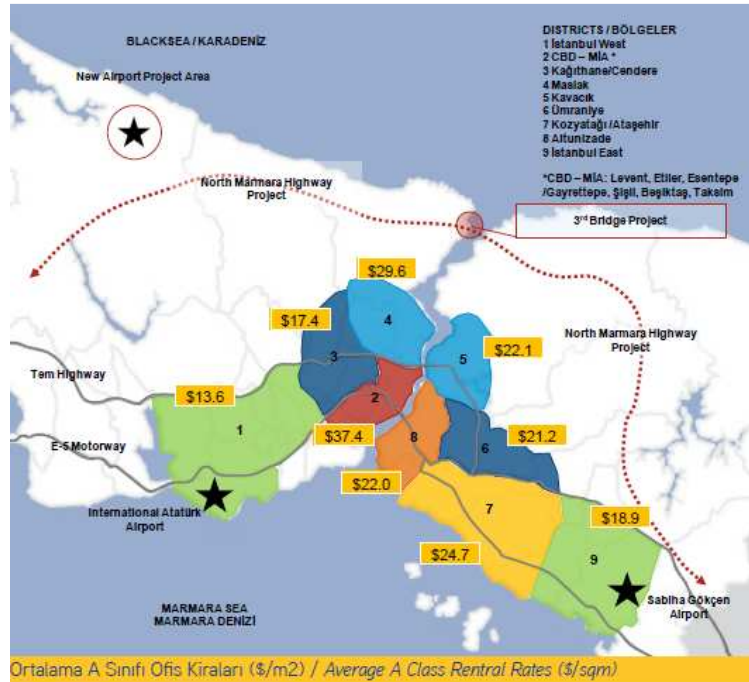 BLACKSEA / KARADENİZ
New Airport Project Area
DISTRICTS / BÖLGELER
1 İstanbul West
2 CBD – MİA *
3 Kağıthane/Cendere
4 Maslak
5 Kavacık
6 Ümraniye
7 Kozyatağı /Ataşehir
8 Altunizade
9 İstanbul East
*CBD – MİA: Levent, Etiler, Esentepe
/Gayrettepe, Şişli, Beşiktaş, Taksim
North Marmara Highway
Project
3rd Bridge Project
$29.6
4
$17.4
3
5
$22.1
North Marmara Highway
Project
Tem Highway
$13.6
1
2
E-5 Motorway
$37.4
8
6
$21.2
$22.0
International Atatürk
Airport
7
$18.9
$24.7
9
Sabiha Gökçen
Airport
MARMARA SEA
MARMARA DENİZİ
Ortalama A Sınıfı Ofis Kiraları ($/m2) / Average A Class Rentral Rates ($/sqm)